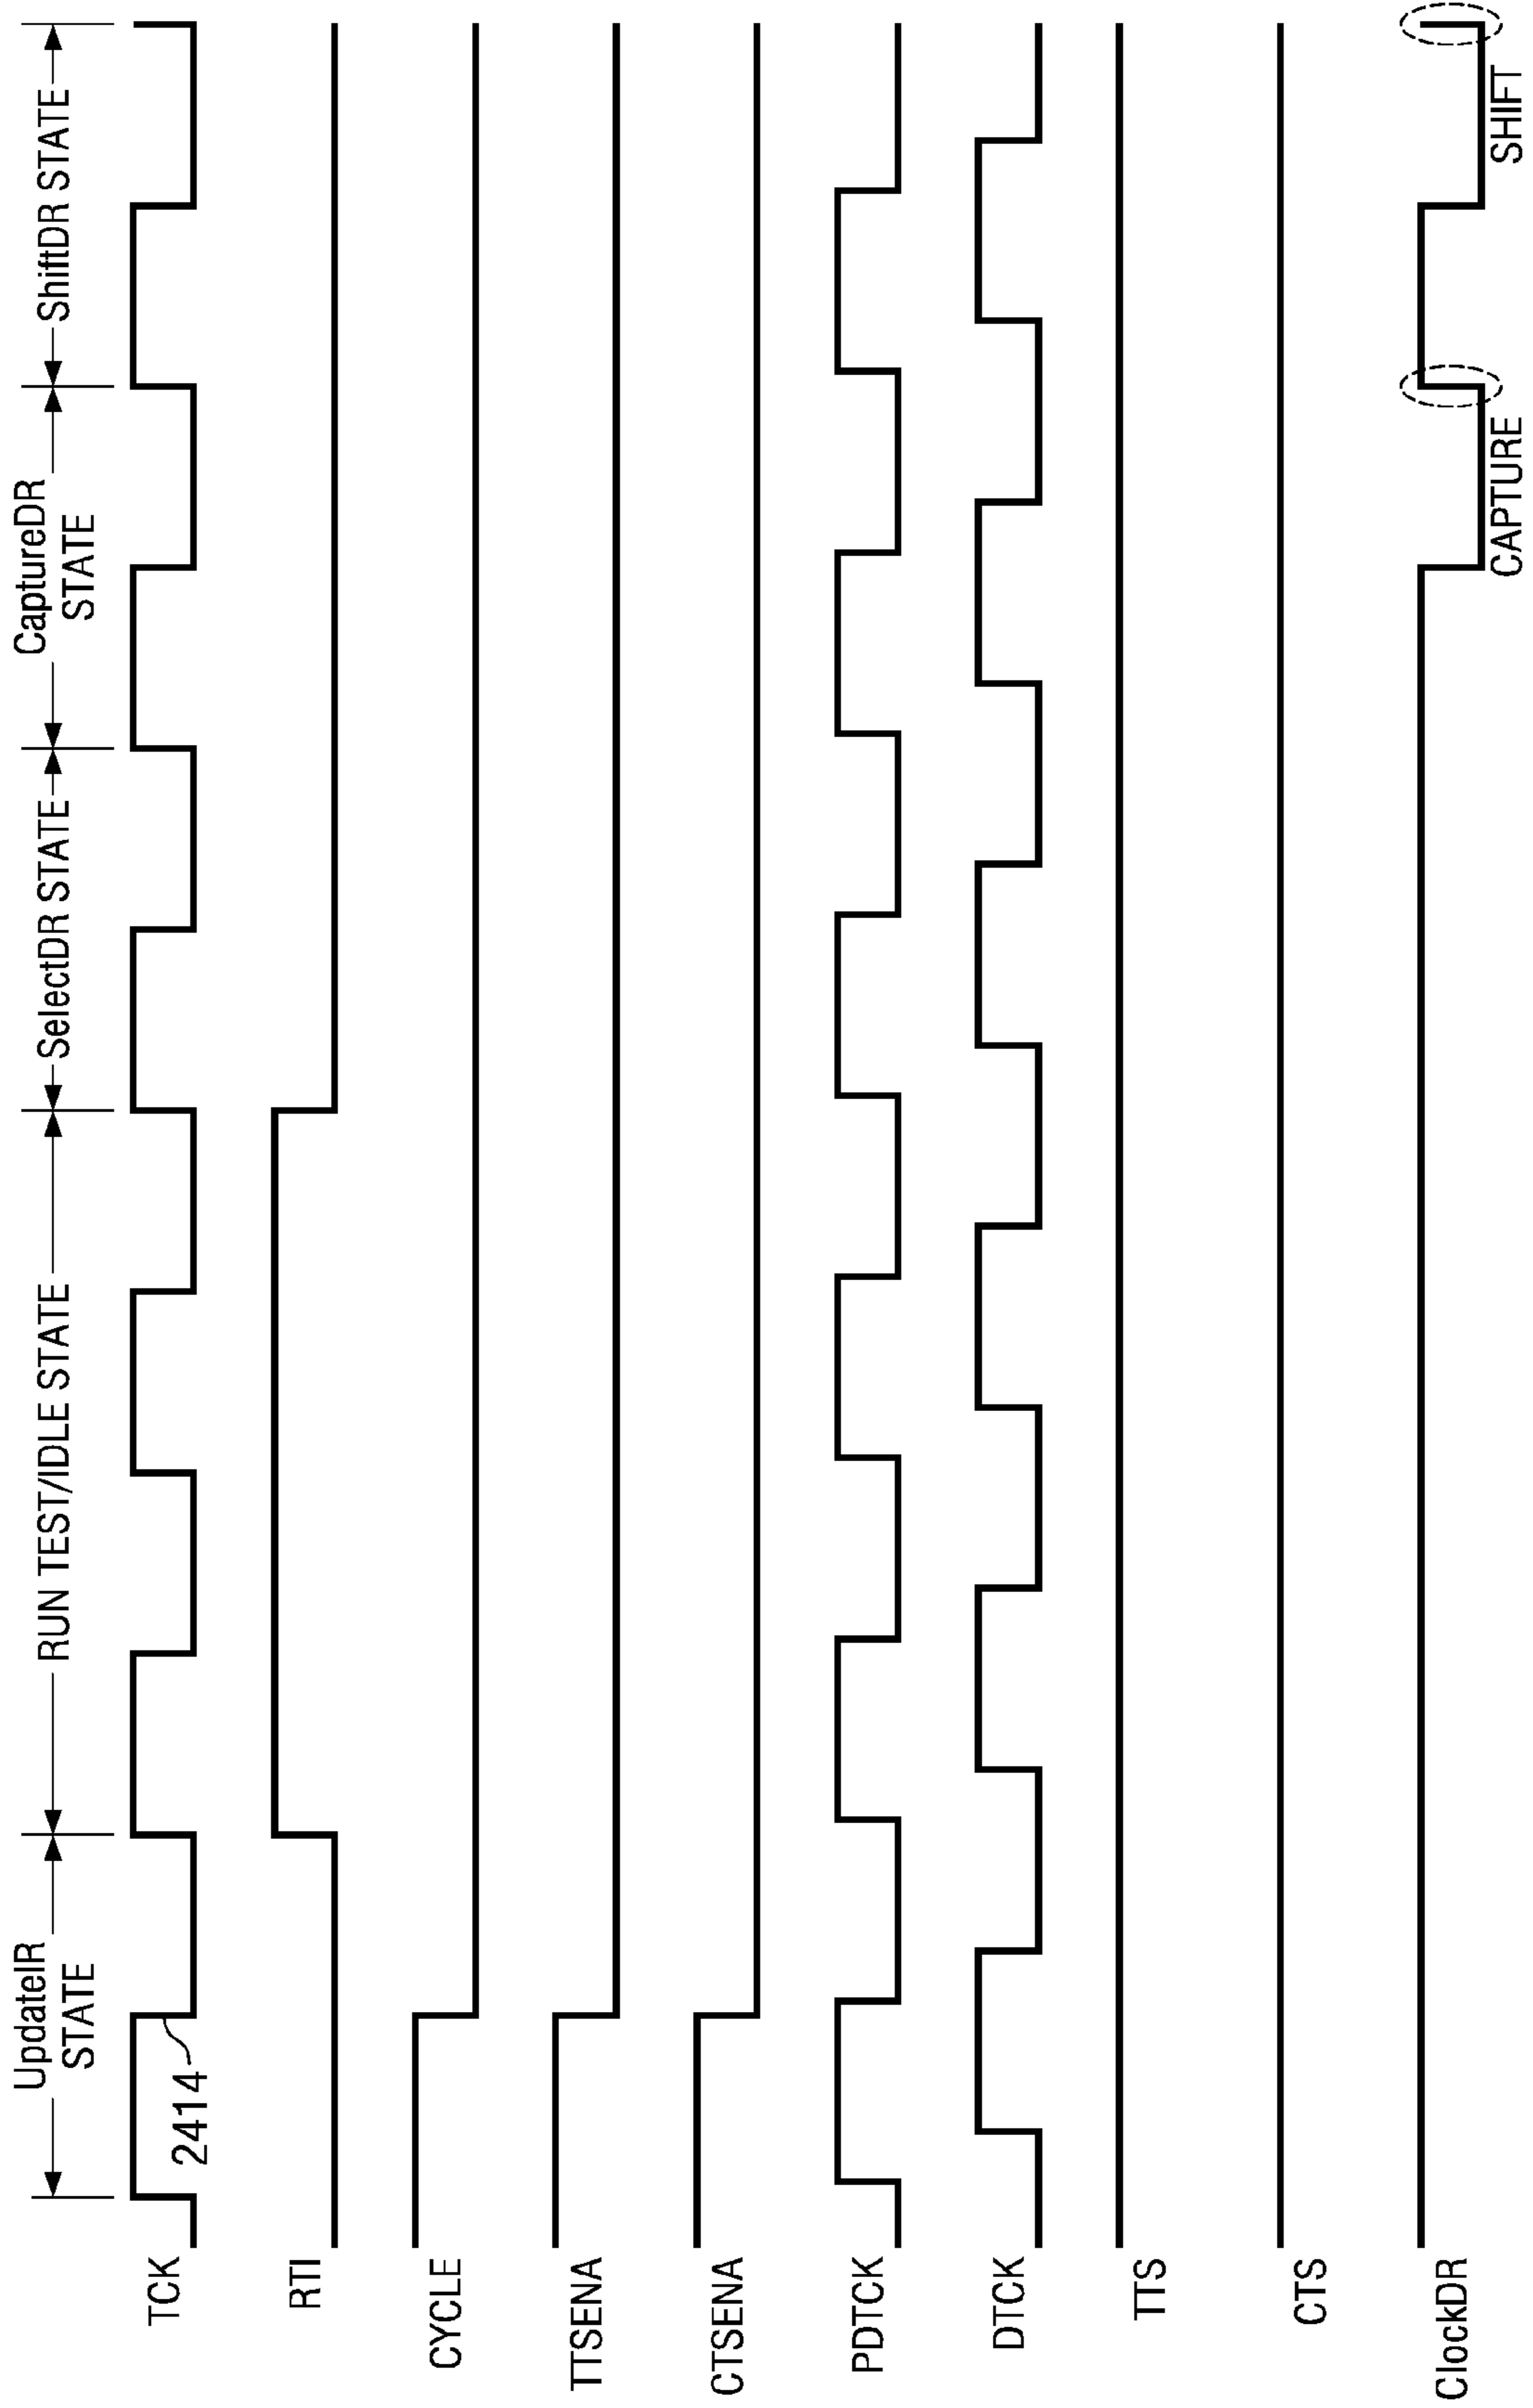 UpdateIR
STATE
RUN TEST/IDLE STATE
SelectDR STATE
CaptureDR
STATE
ShiftDR STATE
TCK
2414
RTI
CYCLE
TTSENA
CTSENA
PDTCK
DTCK
TTS
CTS
ClockDR
CAPTURE
SHIFT